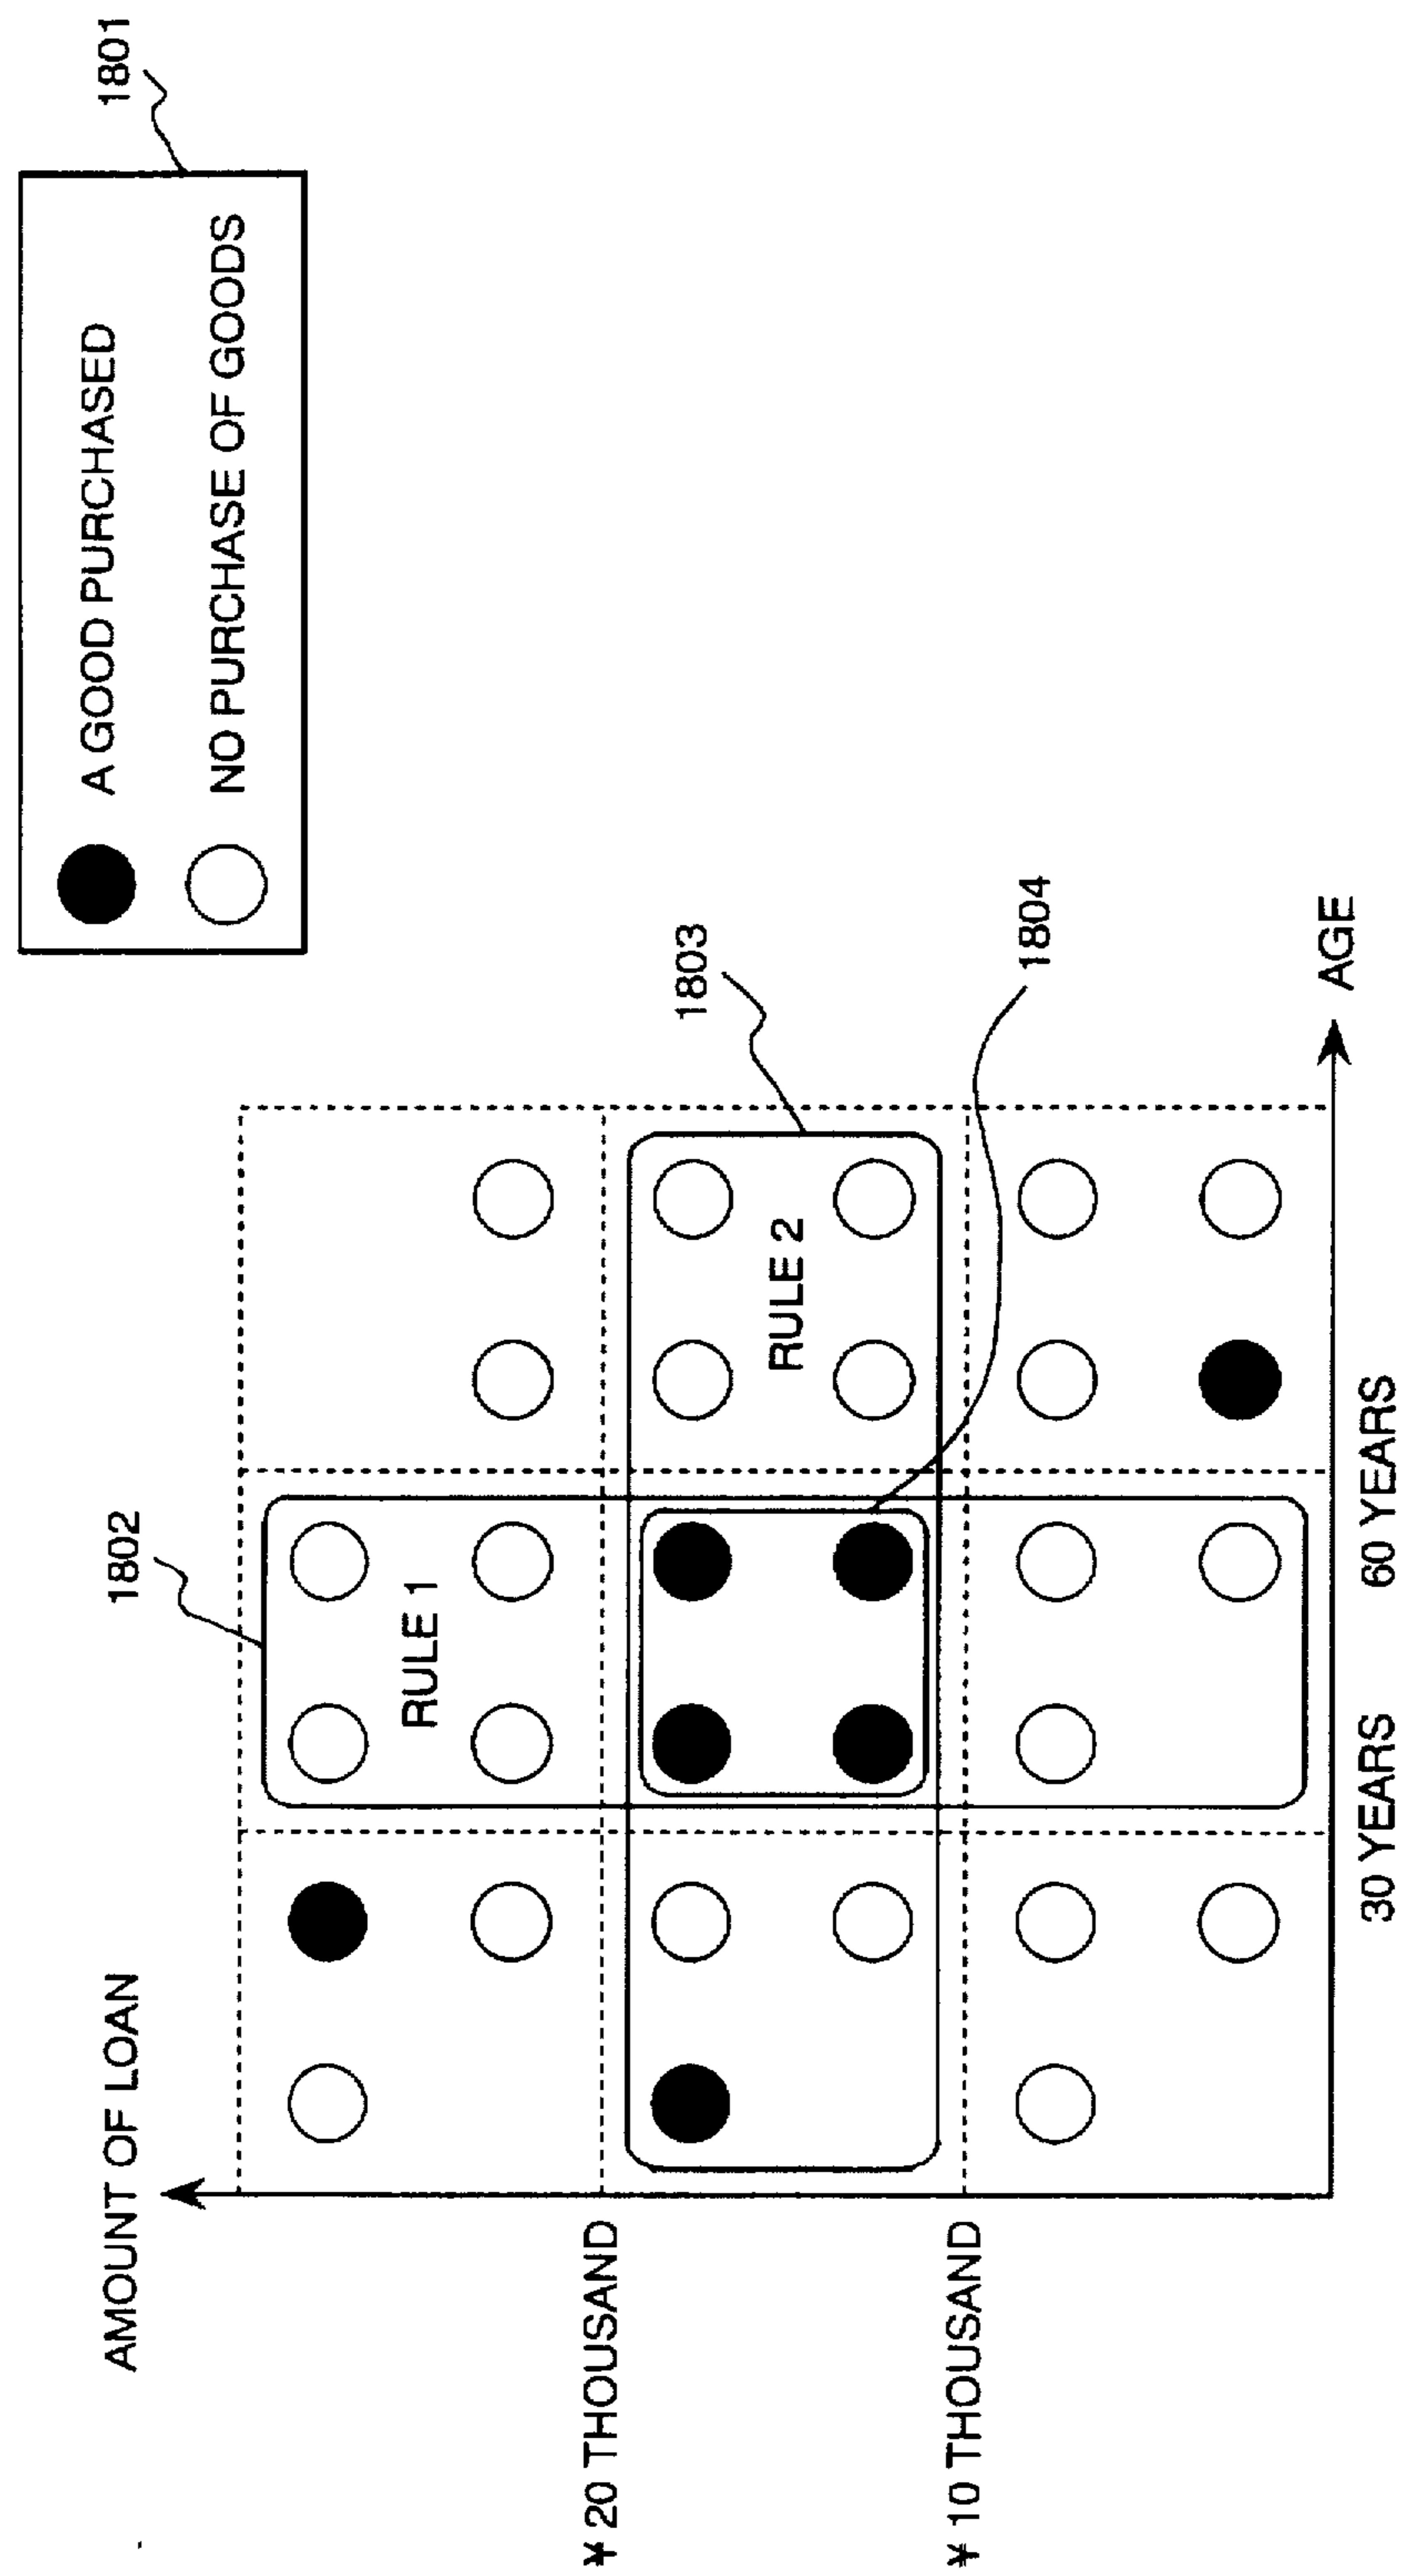 1801
A GOOD PURCHASED
NO PURCHASE OF GOODS
AMOUNT OF LOAN
1802
1803
1804
RULE 1
RULE 2
¥ 20 THOUSAND
¥ 10 THOUSAND
30 YEARS
60 YEARS
AGE